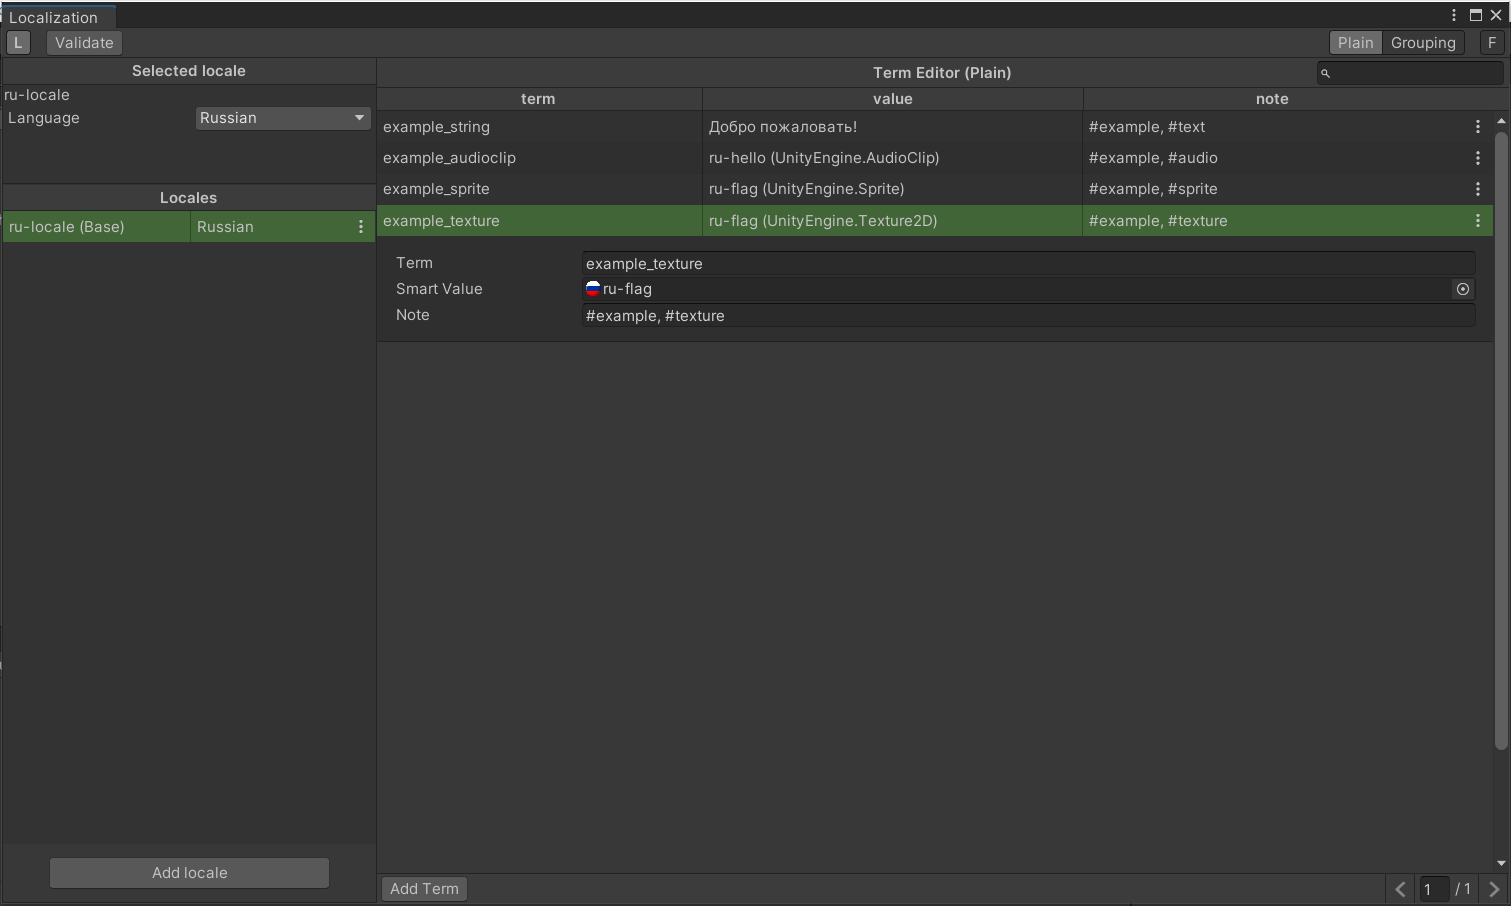 Localization
L Validate Plain Grouping F
Selected locale
ru-locale
Language Russian
Locales
ru-locale (Base) Russian
Add locale
Term Editor (Plain)
term value note
example_string Добро пожаловать! #example, #text
example_audioclip ru-hello (UnityEngine.AudioClip) #example, #audio
example_sprite ru-flag (UnityEngine.Sprite) #example, #sprite
example_texture ru-flag (UnityEngine.Texture2D) #example, #texture
Term example_texture
Smart Value ru-flag
Note #example, #texture
Add Term 1 / 1